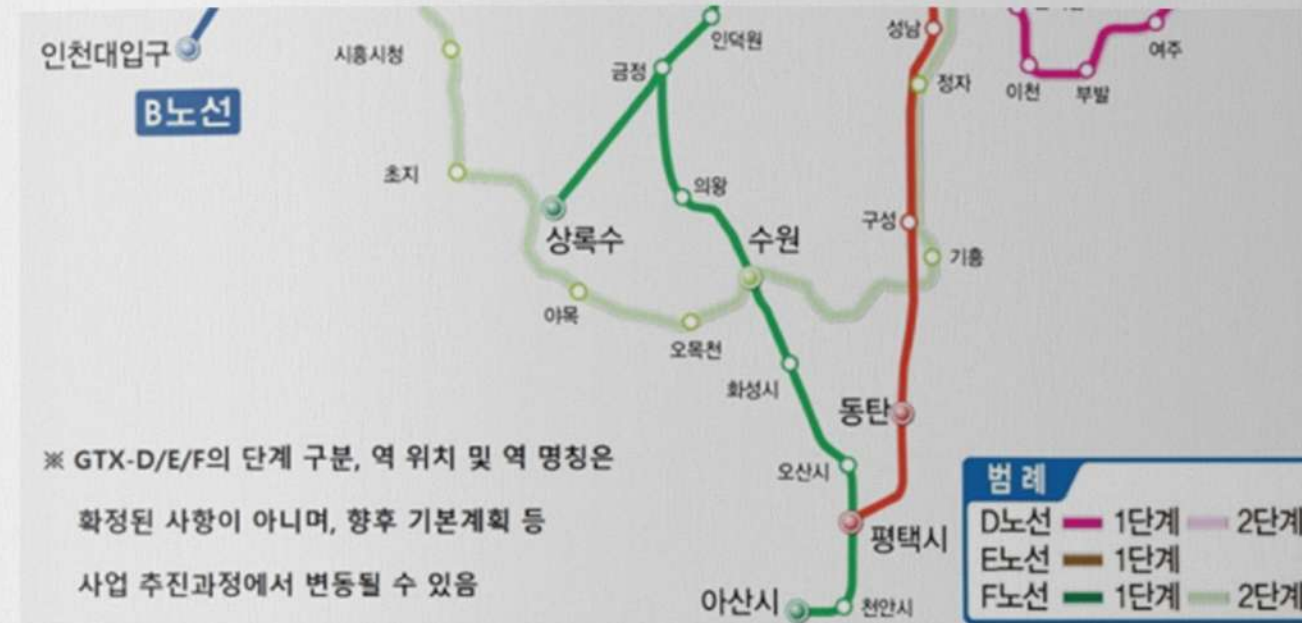 인덕원
성남
인천대입구
시흥시청
금정
정자
여주
이천
부발
B노선
초지
의왕
상록수
수원
구성
기흥
야목
오목천
화성시
동탄
오산시
평택시
아산시
천안시
※ GTX-D/E/F의 단계 구분, 역 위치 및 역 명칭은
확정된 사항이 아니며, 향후 기본계획 등
사업 추진과정에서 변동될 수 있음
범 례
D노선 1단계 2단계
E노선 1단계
F노선 1단계 2단계